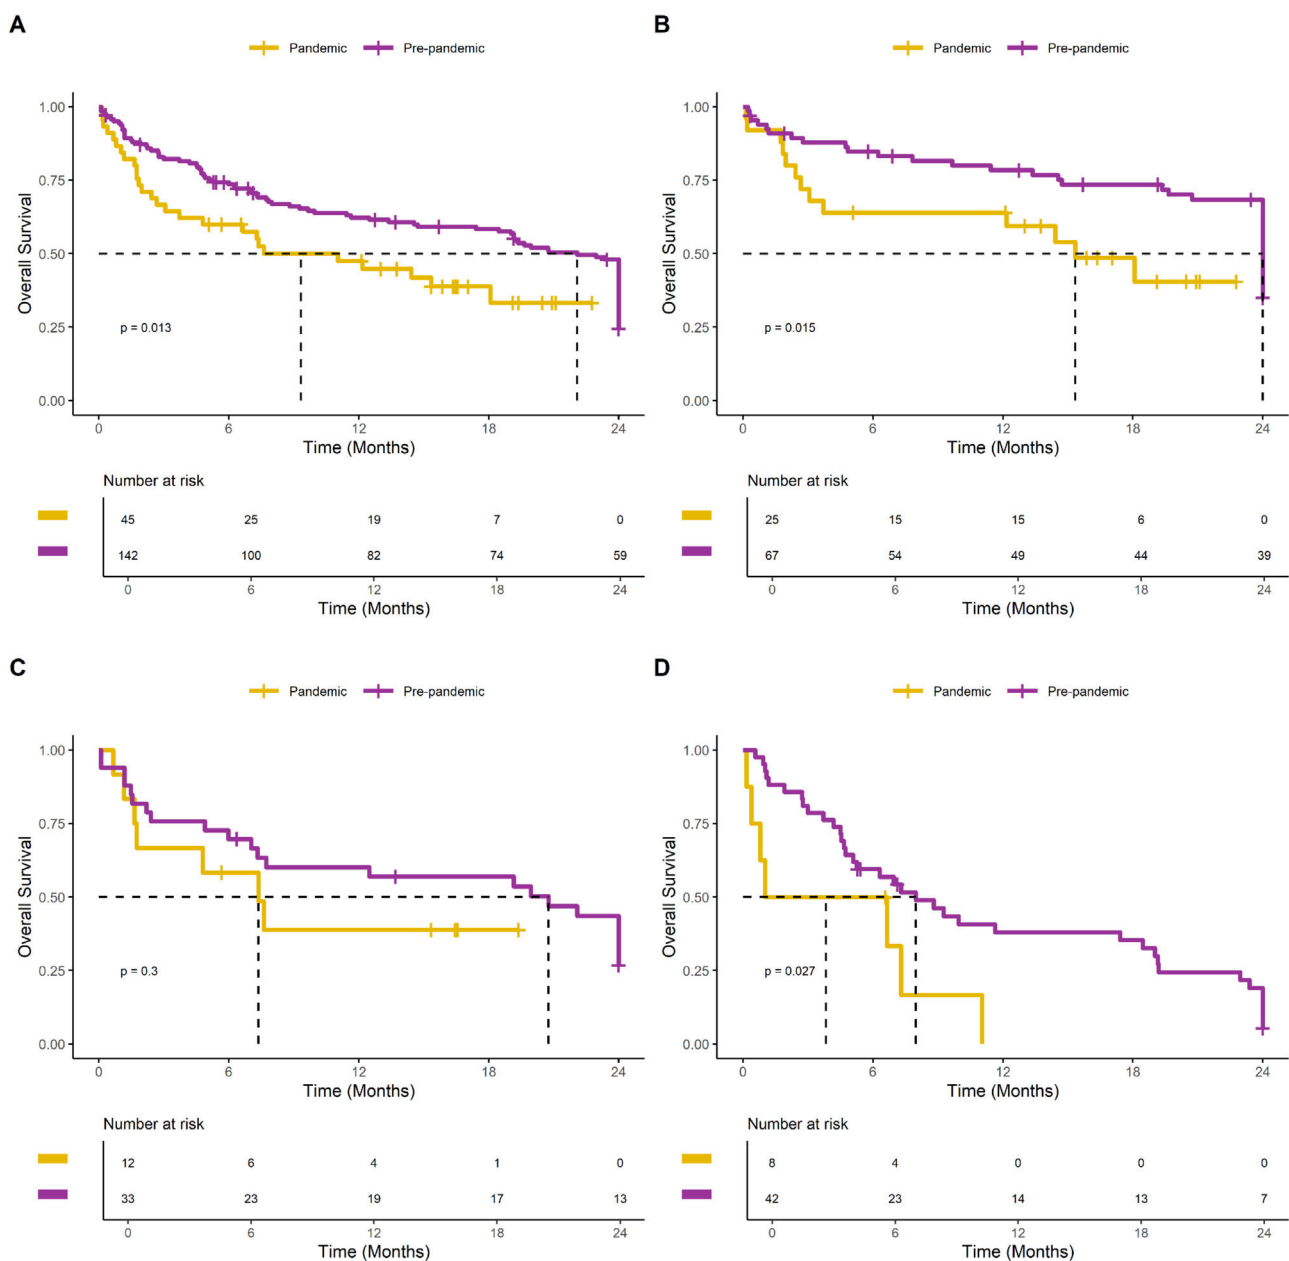 A
Pandemic Pre-pandemic
1.00
0.75
0.50
0.25
0.00
Overall Survival
p = 0.013
0 6 12 18 24
Time (Months)
Number at risk
45 25 19 7 0
142 100 82 74 59
0 6 12 18 24
Time (Months)
B
Pandemic Pre-pandemic
1.00
0.75
0.50
0.25
0.00
Overall Survival
p = 0.015
0 6 12 18 24
Time (Months)
Number at risk
25 15 15 6 0
67 54 49 44 39
0 6 12 18 24
Time (Months)
C
Pandemic Pre-pandemic
1.00
0.75
0.50
0.25
0.00
Overall Survival
p = 0.3
0 6 12 18 24
Time (Months)
Number at risk
12 6 4 1 0
33 23 19 17 13
0 6 12 18 24
Time (Months)
D
Pandemic Pre-pandemic
1.00
0.75
0.50
0.25
0.00
Overall Survival
p = 0.027
0 6 12 18 24
Time (Months)
Number at risk
8 4 0 0 0
42 23 14 13 7
0 6 12 18 24
Time (Months)